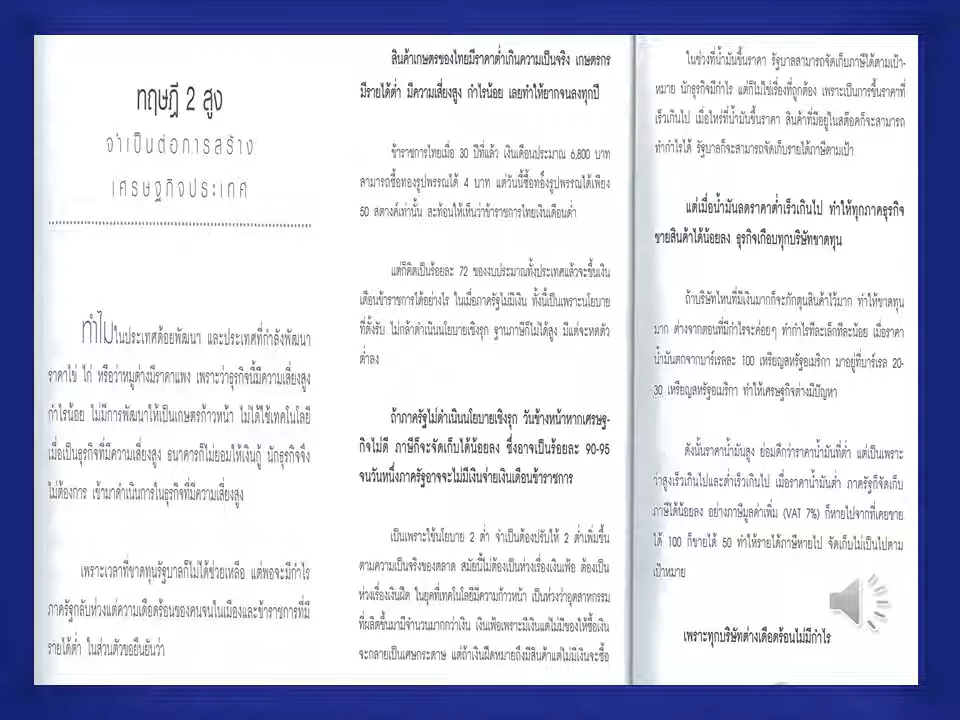 ทฤษฎี 2 สูง
จำเป็นต่อการสร้าง
เศรษฐกิจประเทศ
ทำไมในประเทศด้อยพัฒนา และประเทศที่กำลังพัฒนา
ราคาไข่ ไก่ หรือว่าหมูต่างมีราคาแพง เพราะว่าธุรกิจนี้มีความเสี่ยงสูง
กำไรน้อย ไม่มีการพัฒนาให้เป็นเกษตรก้าวหน้า ไม่ได้ใช้เทคโนโลยี
เมื่อเป็นธุรกิจที่มีความเสี่ยงสูง ธนาคารก็ไม่ยอมให้เงินกู้ นักธุรกิจจึง
ไม่ต้องการ เข้ามาดำเนินการในธุรกิจที่มีความเสี่ยงสูง
เพราะเวลาที่ขาดทุนรัฐบาลก็ไม่ได้ช่วยเหลือ แต่พอจะมีกำไร
ภาครัฐกลับห่วงแต่ความเดือดร้อนของคนจนในเมืองและข้าราชการที่มี
รายได้ต่ำ ในส่วนตัวขอยืนยันว่า
สินค้าเกษตรของไทยมีราคาต่ำเกินความเป็นจริง เกษตรกร
มีรายได้ต่ำ มีความเสี่ยงสูง กำไรน้อย เลยทำให้ยากจนลงทุกปี
ข้าราชการไทยเมื่อ 30 ปีที่แล้ว เงินเดือนประมาณ 6,800 บาท
สามารถซื้อทองรูปพรรณได้ 4 บาท แต่วันนี้ซื้อทองรูปพรรณได้เพียง
50 สตางค์เท่านั้น สะท้อนให้เห็นว่าข้าราชการไทยเงินเดือนต่ำ
แต่ก็คิดเป็นร้อยละ 72 ของงบประมาณทั้งประเทศแล้วจะขึ้นเงิน
เดือนข้าราชการได้อย่างไร ในเมื่อภาครัฐไม่มีเงิน ทั้งนี้เป็นเพราะนโยบาย
ที่ตั้งรับ ไม่กล้าดำเนินนโยบายเชิงรุก ฐานภาษีก็ไม่ได้สูง มีแต่จะหดตัว
ต่ำลง
ถ้าภาครัฐไม่ดำเนินนโยบายเชิงรุก วันข้างหน้าหากเศรษฐ-
กิจไม่ดี ภาษีก็จะจัดเก็บได้น้อยลง ซึ่งอาจเป็นร้อยละ 90-95
จนวันหนึ่งภาครัฐอาจจะไม่มีเงินจ่ายเงินเดือนข้าราชการ
เป็นเพราะใช้นโยบาย 2 ต่ำ จำเป็นต้องปรับให้ 2 ต่ำเพิ่มขึ้น
ตามความเป็นจริงของตลาด สมัยนี้ไม่ต้องเป็นห่วงเรื่องเงินเฟ้อ ต้องเป็น
ห่วงเรื่องเงินฝืด ในยุคที่เทคโนโลยีมีความก้าวหน้า เป็นห่วงว่าอุตสาหกรรม
ที่ผลิตขึ้นมามีจำนวนมากกว่าเงิน เงินเฟ้อเพราะมีเงินแต่ไม่มีของให้ซื้อเงิน
จะกลายเป็นเศษกระดาษ แต่ถ้าเงินฝืดหมายถึงมีสินค้าแต่ไม่มีเงินจะซื้อ
ในช่วงที่น้ำมันขึ้นราคา รัฐบาลสามารถจัดเก็บภาษีได้ตามเป้า-
หมาย นักธุรกิจมีกำไร แต่ก็ไม่ใช่เรื่องที่ถูกต้อง เพราะเป็นการขึ้นราคาที่
เร็วเกินไป เมื่อไหร่ที่น้ำมันขึ้นราคา สินค้าที่มีอยู่ในสต๊อคก็จะสามารถ
ทำกำไรได้ รัฐบาลก็จะสามารถจัดเก็บรายได้ภาษีตามเป้า
แต่เมื่อน้ำมันลดราคาต่ำเร็วเกินไป ทำให้ทุกภาคธุรกิจ
ขายสินค้าได้น้อยลง ธุรกิจเกือบทุกบริษัทขาดทุน
ถ้าบริษัทไหนที่มีเงินมากก็จะกักตุนสินค้าไว้มาก ทำให้ขาดทุน
มาก ต่างจากตอนที่มีกำไรจะค่อยๆ ทำกำไรทีละเล็กทีละน้อย เมื่อราคา
น้ำมันตกจากบาร์เรลละ 100 เหรียญสหรัฐอเมริกา มาอยู่ที่บาร์เรล 20-
30 เหรียญสหรัฐอเมริกา ทำให้เศรษฐกิจต่างมีปัญหา
ดังนั้นราคาน้ำมันสูง ย่อมดีกว่าราคาน้ำมันที่ต่ำ แต่เป็นเพราะ
ว่าสูงเร็วเกินไปและต่ำเร็วเกินไป เมื่อราคาน้ำมันต่ำ ภาครัฐก็จัดเก็บ
ภาษีได้น้อยลง อย่างภาษีมูลค่าเพิ่ม (VAT 7%) ก็หายไปจากที่เคยขาย
ได้ 100 ก็ขายได้ 50 ทำให้รายได้ภาษีหายไป จัดเก็บไม่เป็นไปตาม
เป้าหมาย
เพราะทุกบริษัทต่างเดือดร้อนไม่มีกำไร